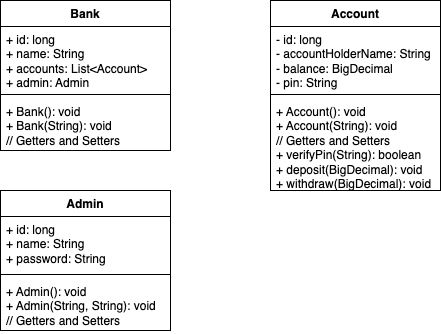 Bank
+ id: long
+ name: String
+ accounts: List<Account>
+ admin: Admin
+ Bank(): void
+ Bank(String): void
// Getters and Setters
Account
- id: long
- accountHolderName: String
- balance: BigDecimal
- pin: String
+ Account(): void
+ Account(String): void
// Getters and Setters
+ verifyPin(String): boolean
+ deposit(BigDecimal): void
+ withdraw(BigDecimal): void
Admin
+ id: long
+ name: String
+ password: String
+ Admin(): void
+ Admin(String, String): void
// Getters and Setters